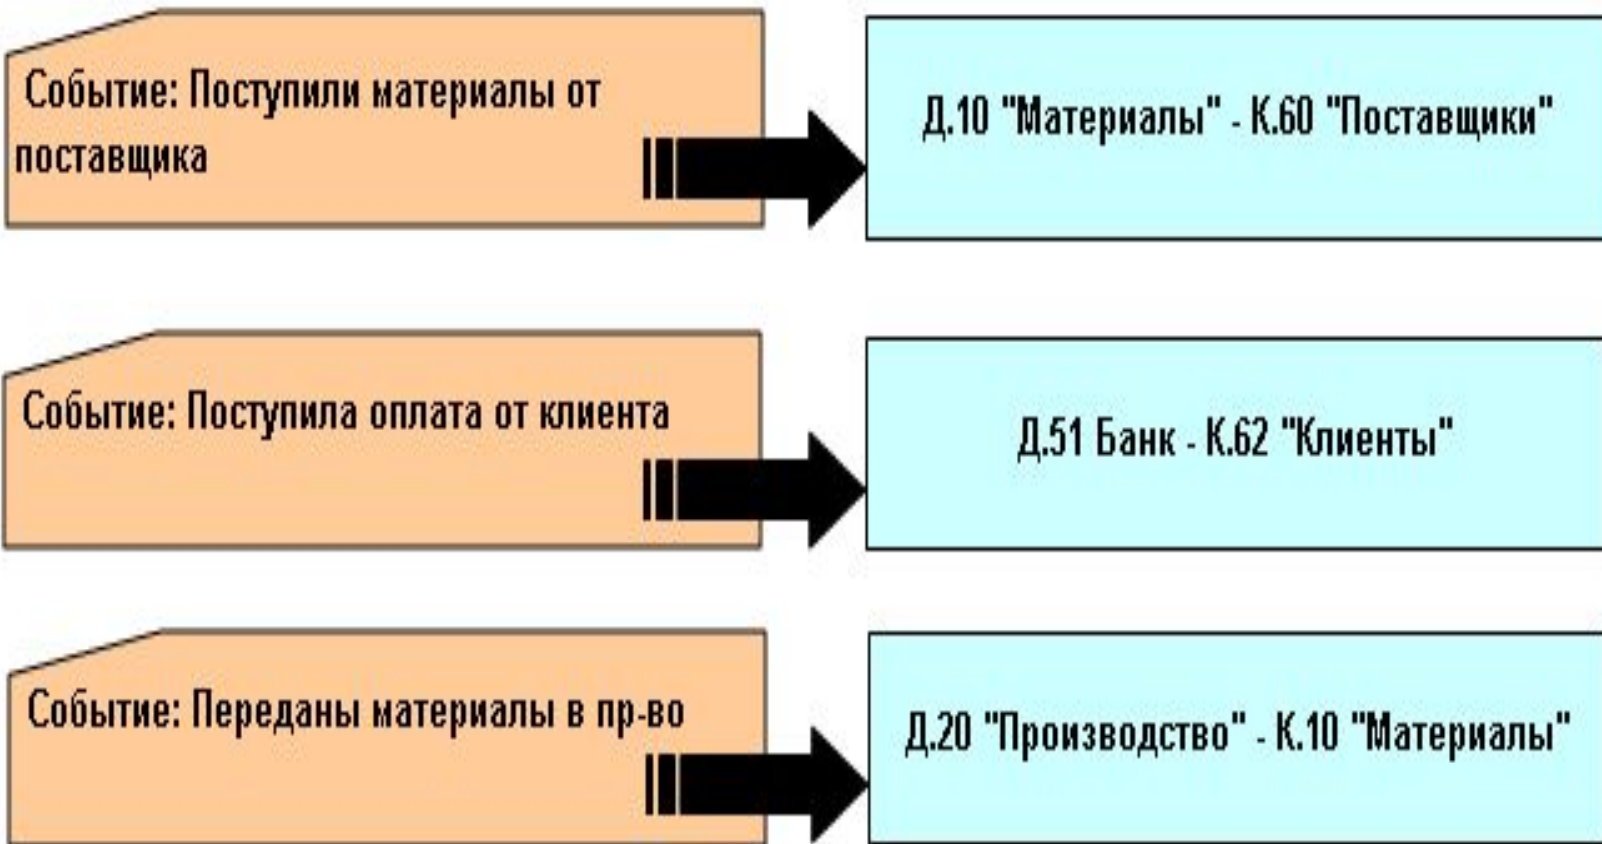 Событие: Поступили материалы от
поставщика
Д.10 "Материалы" - К.60 "Поставщики"
Событие: Поступила оплата от клиента
Д.51 Банк - К.62 "Клиенты"
Событие: Переданы материалы в пр-во
Д.20 "Производство" - К.10 "Материалы"